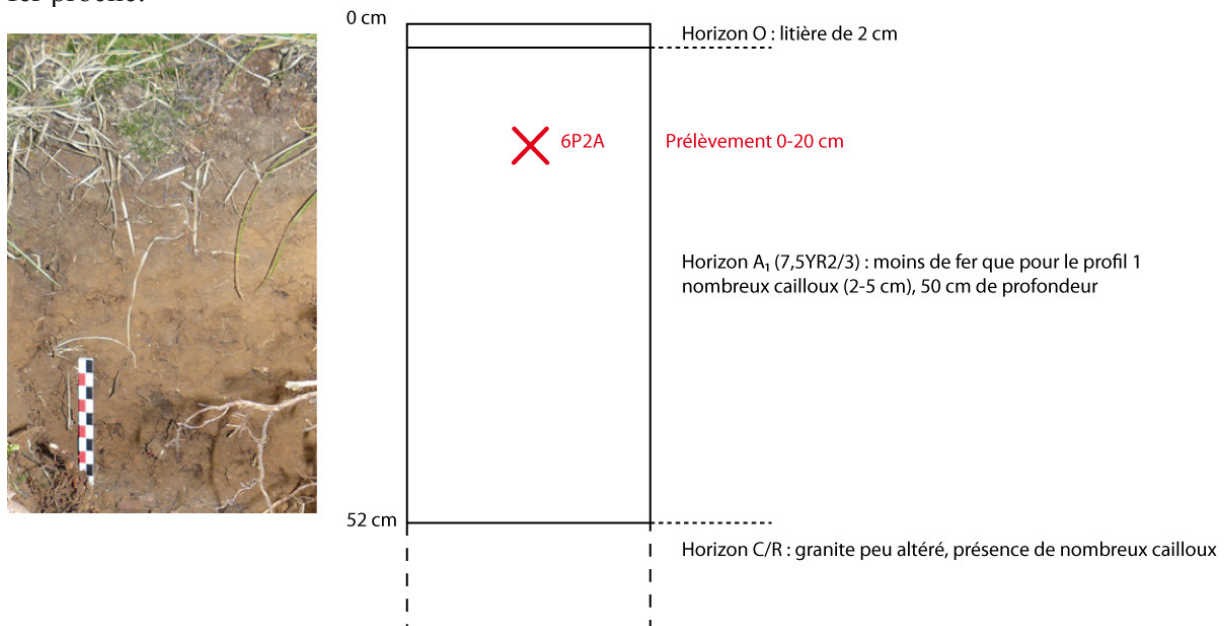 0 cm
Horizon O : litière de 2 cm
6P2A
Prélèvement 0-20 cm
Horizon A₁ (7,5YR2/3) : moins de fer que pour le profil 1
nombreux cailloux (2-5 cm), 50 cm de profondeur
52 cm
Horizon C/R : granite peu altéré, présence de nombreux cailloux